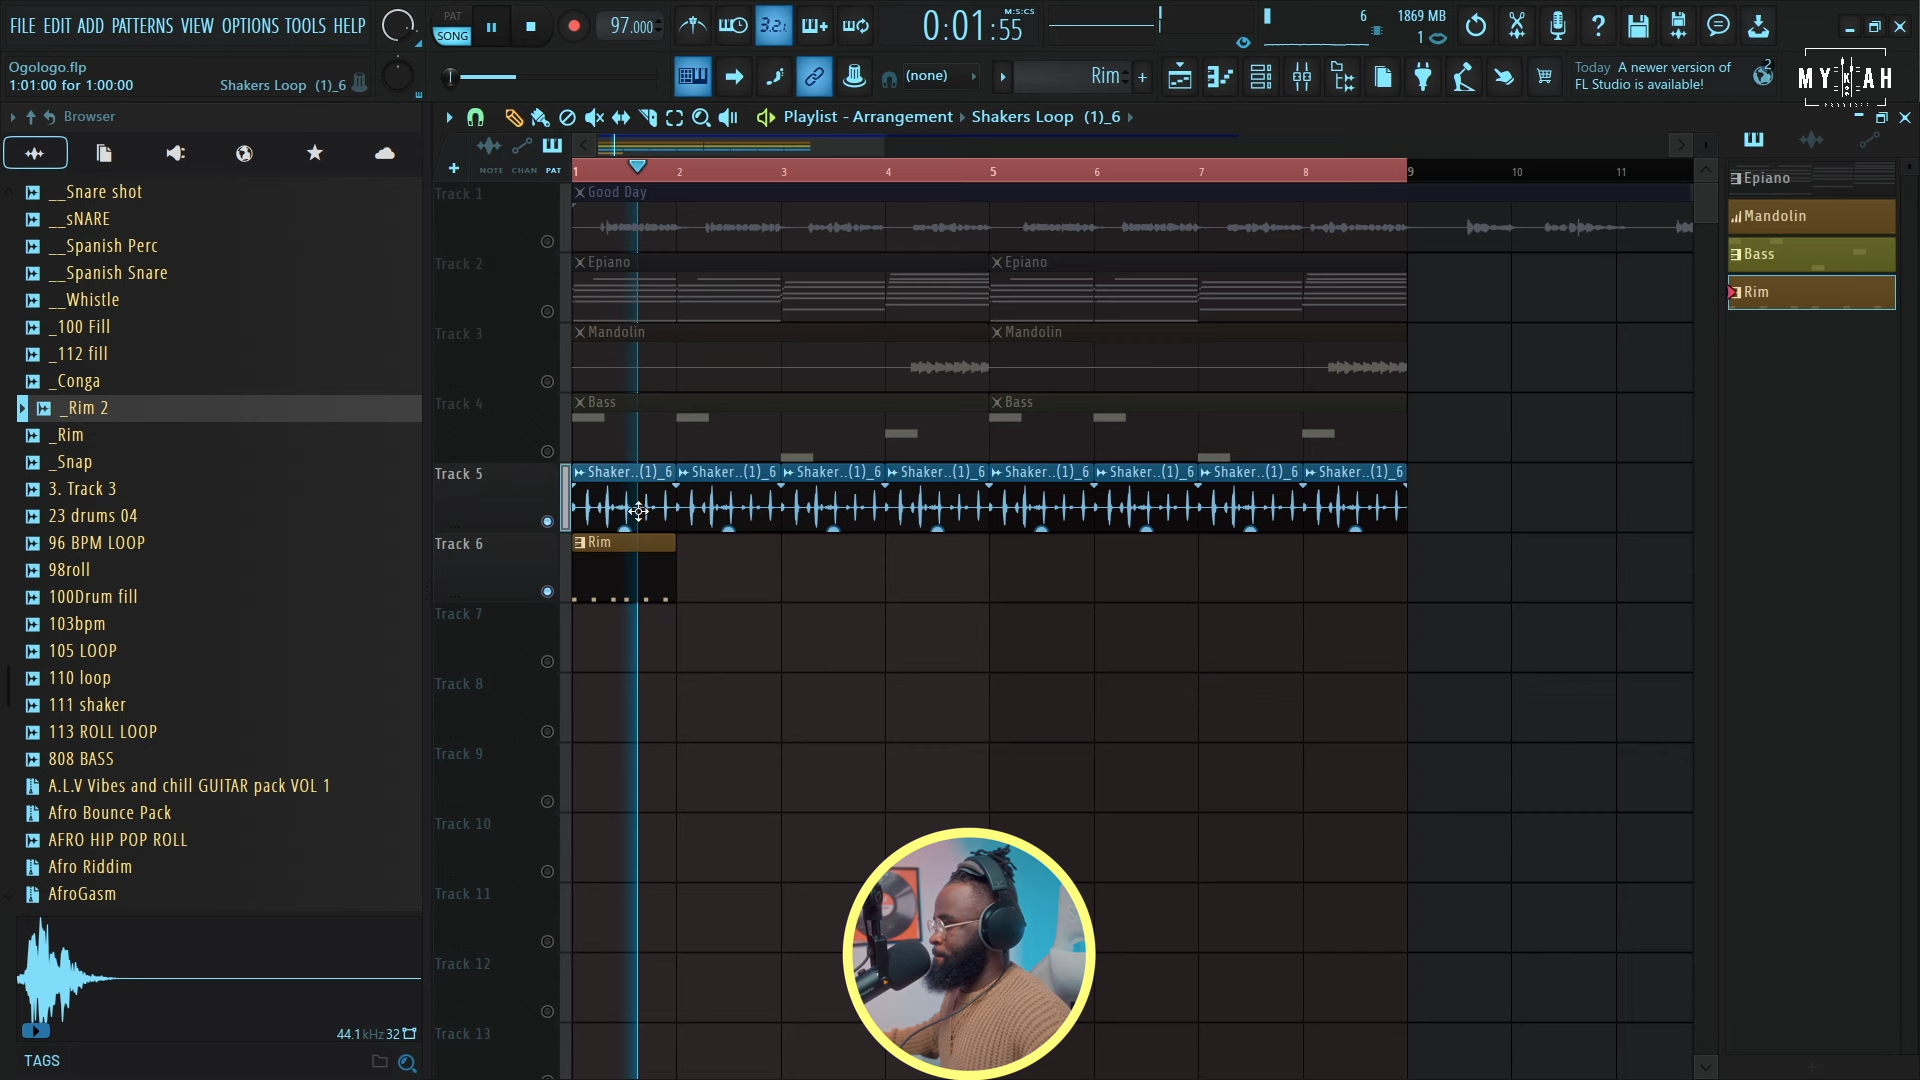 FILE EDIT ADD PATTERNS VIEW OPTIONS TOOLS HELP
PAT
SONG
97.000
3.2.1
0:01:55
M:S:CS
6
1869 MB
1
Ogologo.flp
1:01:00 for 1:00:00
Shakers Loop (1)_6
(none)
Rim
Today A newer version of
FL Studio is available!
2
MYKAH
Browser
Playlist - Arrangement
Shakers Loop (1)_6
NOTE CHAN PAT
1 2 3 4 5 6 7 8 9 10 11
__Snare shot
__sNARE
__Spanish Perc
__Spanish Snare
__Whistle
_100 Fill
_112 fill
_Conga
_Rim 2
_Rim
_Snap
3. Track 3
23 drums 04
96 BPM LOOP
98roll
100Drum fill
103bpm
105 LOOP
110 loop
111 shaker
113 ROLL LOOP
808 BASS
A.L.V Vibes and chill GUITAR pack VOL 1
Afro Bounce Pack
AFRO HIP POP ROLL
Afro Riddim
AfroGasm
44.1kHz 32
TAGS
Track 1
Good Day
Track 2
Epiano
Epiano
Track 3
Mandolin
Mandolin
Track 4
Bass
Bass
Track 5
Shaker..(1)_6
Shaker..(1)_6
Shaker..(1)_6
Shaker..(1)_6
Shaker..(1)_6
Shaker..(1)_6
Shaker..(1)_6
Shaker..(1)_6
Track 6
Rim
Track 7
Track 8
Track 9
Track 10
Track 11
Track 12
Track 13
Epiano
Mandolin
Bass
Rim